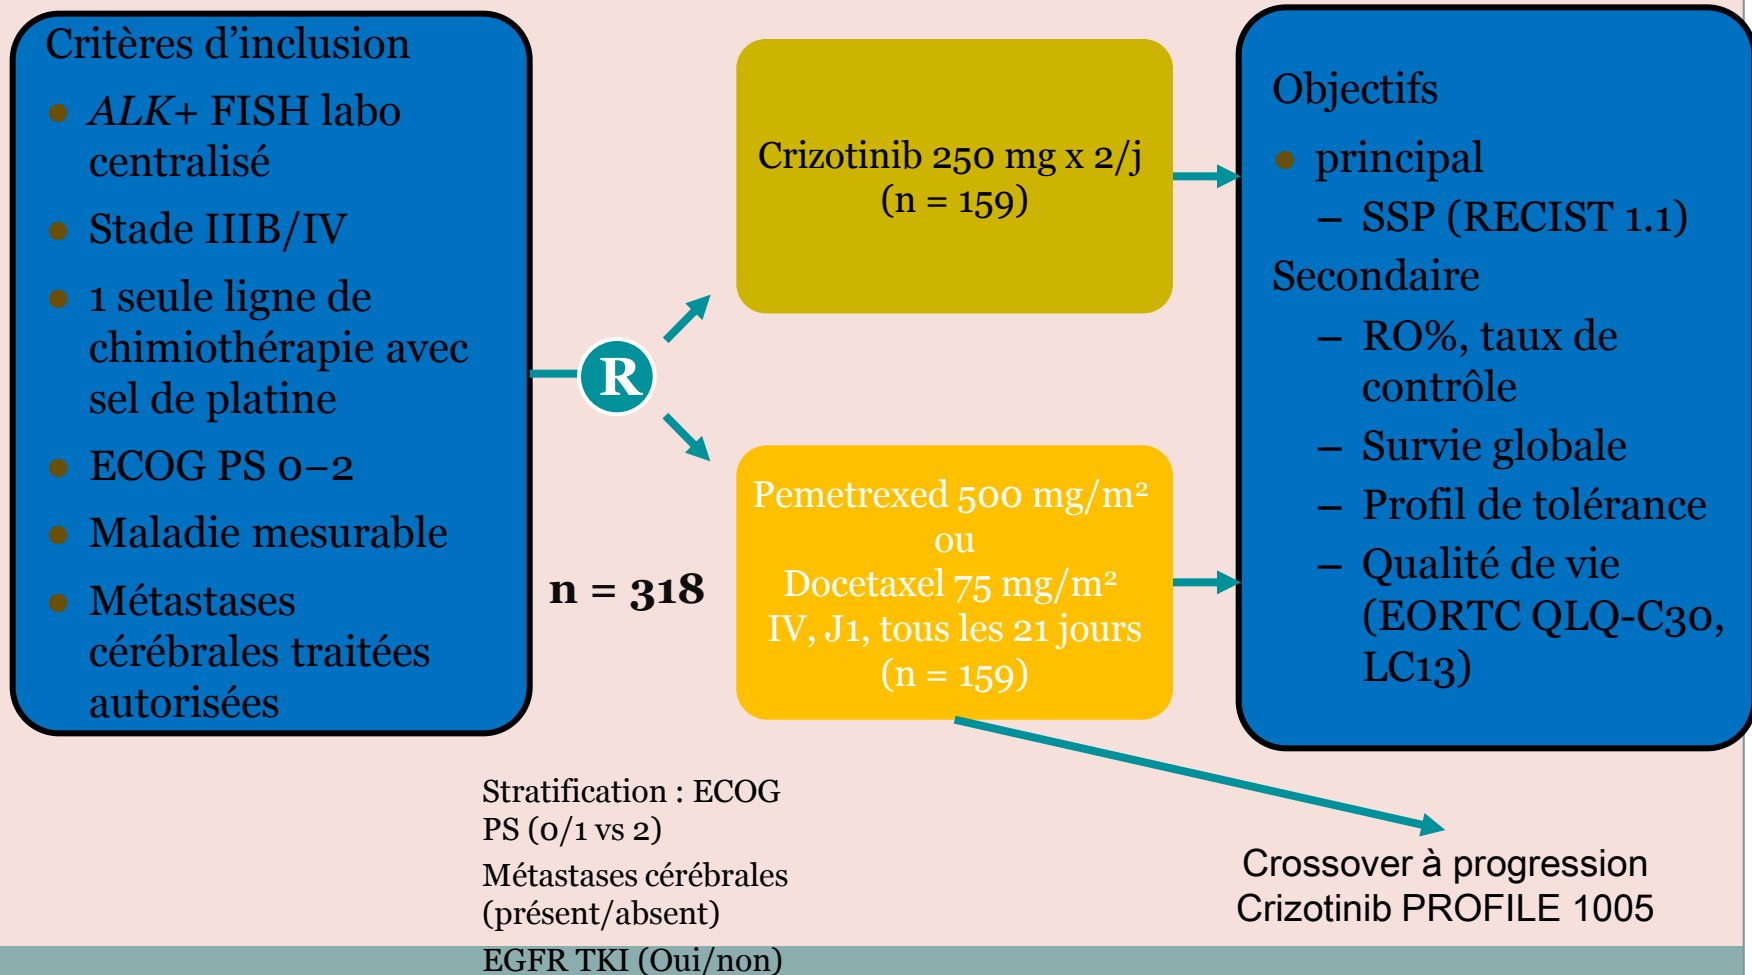 Critères d’inclusion
● ALK+ FISH labo
centralisé
● Stade IIIB/IV
● 1 seule ligne de
chimiothérapie avec
sel de platine
● ECOG PS 0–2
● Maladie mesurable
● Métastases
cérébrales traitées
autorisées
R
n = 318
Crizotinib 250 mg x 2/j
(n = 159)
Pemetrexed 500 mg/m²
ou
Docetaxel 75 mg/m²
IV, J1, tous les 21 jours
(n = 159)
Objectifs
● principal
– SSP (RECIST 1.1)
Secondaire
– RO%, taux de
contrôle
– Survie globale
– Profil de tolérance
– Qualité de vie
(EORTC QLQ-C30,
LC13)
Stratification : ECOG
PS (0/1 vs 2)
Métastases cérébrales
(présent/absent)
EGFR TKI (Oui/non)
Crossover à progression
Crizotinib PROFILE 1005